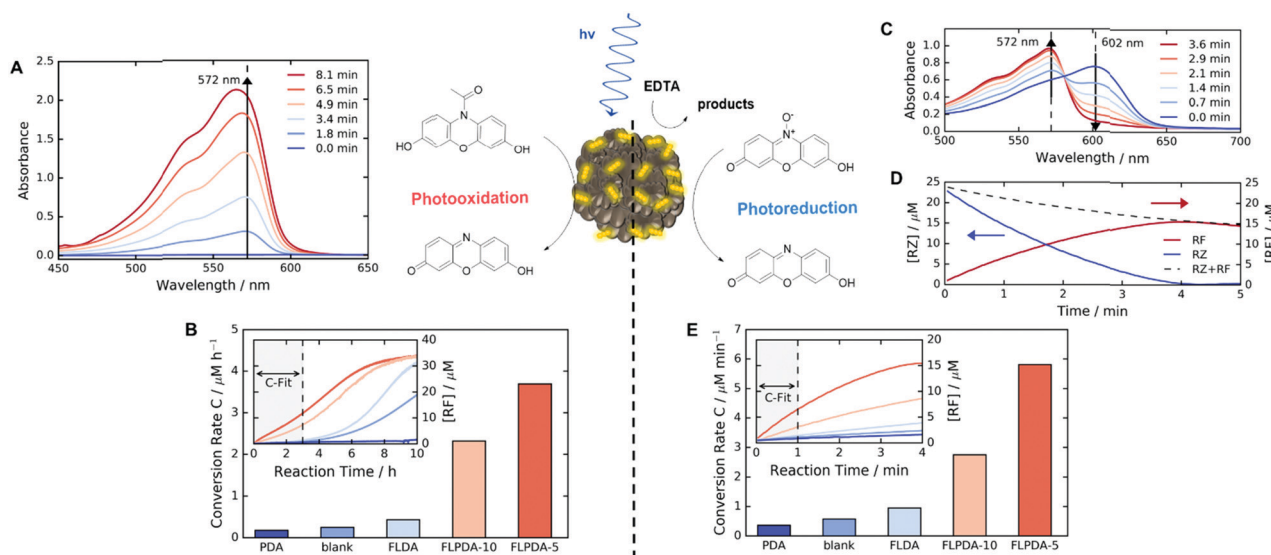 A
572 nm
8.1 min
6.5 min
4.9 min
3.4 min
1.8 min
0.0 min
Absorbance
2.5
2.0
1.5
1.0
0.5
0.0
450
500
550
600
650
Wavelength / nm
hν
EDTA
products
O
N
HO
O
OH
Photooxidation
N
O
O
OH
O⁻
N⁺
O
O
OH
Photoreduction
N
O
O
OH
C
572 nm
602 nm
3.6 min
2.9 min
2.1 min
1.4 min
0.7 min
0.0 min
Absorbance
1.0
0.8
0.6
0.4
0.2
0.0
500
550
600
650
700
Wavelength / nm
D
[RZ] / μM
25
20
15
10
5
0
RF
RZ
RZ+RF
25
20
15
10
5
0
[RF] / μM
0
1
2
3
4
5
Time / min
B
Conversion Rate C / μM h⁻¹
5
4
3
2
1
0
C-Fit
40
30
20
10
0
[RF] / μM
0
2
4
6
8
10
Reaction Time / h
PDA
blank
FLDA
FLPDA-10
FLPDA-5
E
Conversion Rate C / μM min⁻¹
7
6
5
4
3
2
1
0
C-Fit
20
15
10
5
0
[RF] / μM
0
1
2
3
4
Reaction Time / min
PDA
blank
FLDA
FLPDA-10
FLPDA-5